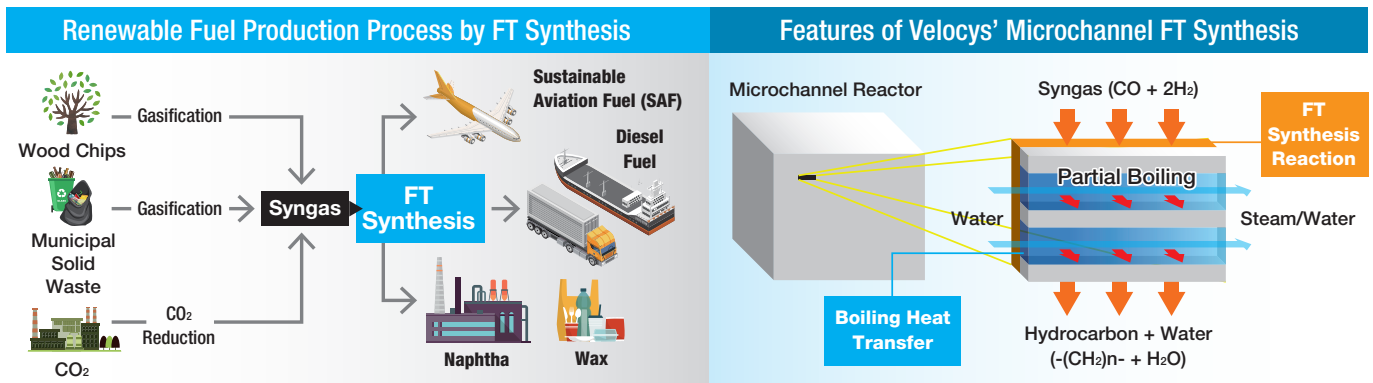 Renewable Fuel Production Process by FT Synthesis
Wood Chips
Gasification
Municipal
Solid
Waste
Gasification
CO₂
CO₂
Reduction
Syngas
FT
Synthesis
Sustainable
Aviation Fuel (SAF)
Diesel
Fuel
Naphtha
Wax
Features of Velocys' Microchannel FT Synthesis
Microchannel Reactor
Syngas (CO + 2H₂)
FT
Synthesis
Reaction
Partial Boiling
Water
Steam/Water
Boiling Heat
Transfer
Hydrocarbon + Water
(-(CH₂)n- + H₂O)